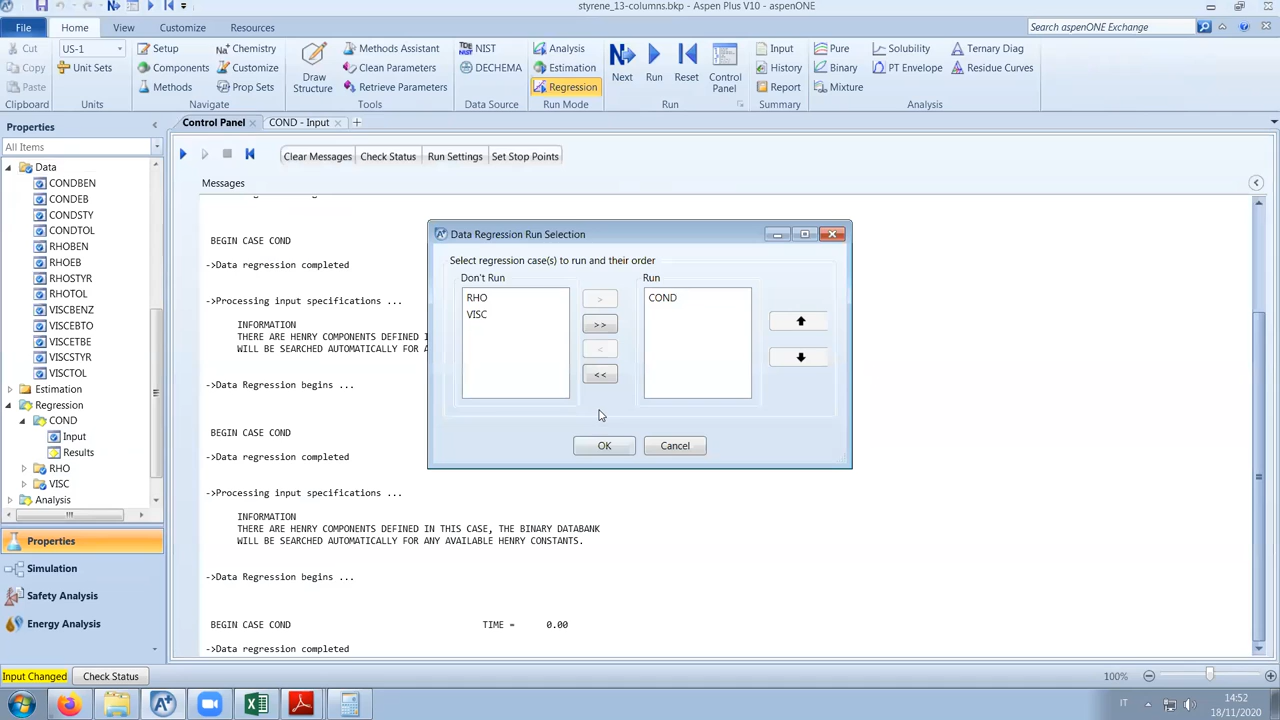 styrene_13-columns.bkp - Aspen Plus V10 - aspenONE
File Home View Customize Resources
Search aspenONE Exchange
Cut US-1 Setup Chemistry Methods Assistant NIST Analysis Input Pure Solubility Ternary Diag
Copy Unit Sets Components Customize Clean Parameters DECHEMA Estimation History Binary PT Envelope Residue Curves
Paste Methods Prop Sets Draw Structure Retrieve Parameters Regression Next Run Reset Control Panel Report Mixture
Clipboard Units Navigate Tools Data Source Run Mode Run Summary Analysis
Properties
All Items
Data
CONDBEN
CONDEB
CONDSTY
CONDTOL
RHOBEN
RHOEB
RHOSTYR
RHOTOL
VISCBENZ
VISCEBTO
VISCETBE
VISCSTYR
VISCTOL
Estimation
Regression
COND
Input
Results
RHO
VISC
Analysis
Properties
Simulation
Safety Analysis
Energy Analysis
Control Panel COND - Input
Clear Messages Check Status Run Settings Set Stop Points
Messages
BEGIN CASE COND
->Data regression completed
->Processing input specifications ...
INFORMATION
THERE ARE HENRY COMPONENTS DEFINED
WILL BE SEARCHED AUTOMATICALLY FOR
->Data Regression begins ...
BEGIN CASE COND
->Data regression completed
->Processing input specifications ...
INFORMATION
THERE ARE HENRY COMPONENTS DEFINED IN THIS CASE, THE BINARY DATABANK
WILL BE SEARCHED AUTOMATICALLY FOR ANY AVAILABLE HENRY CONSTANTS.
->Data Regression begins ...
BEGIN CASE COND TIME = 0.00
->Data regression completed
Data Regression Run Selection
Select regression case(s) to run and their order
Don't Run Run
RHO
VISC
>
>>
<
<<
COND
OK Cancel
Input Changed Check Status
100%
IT
14:52
18/11/2020